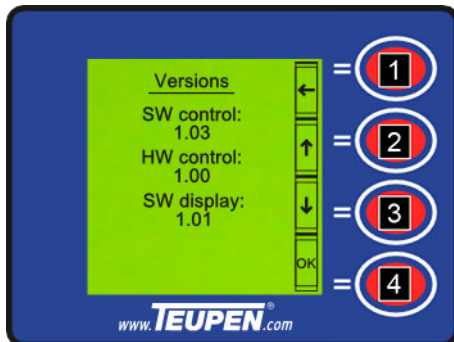 Versions
SW control:
1.03
HW control:
1.00
SW display:
1.01
← = 1
↑ = 2
↓ = 3
OK = 4
www.TEUPEN®.com